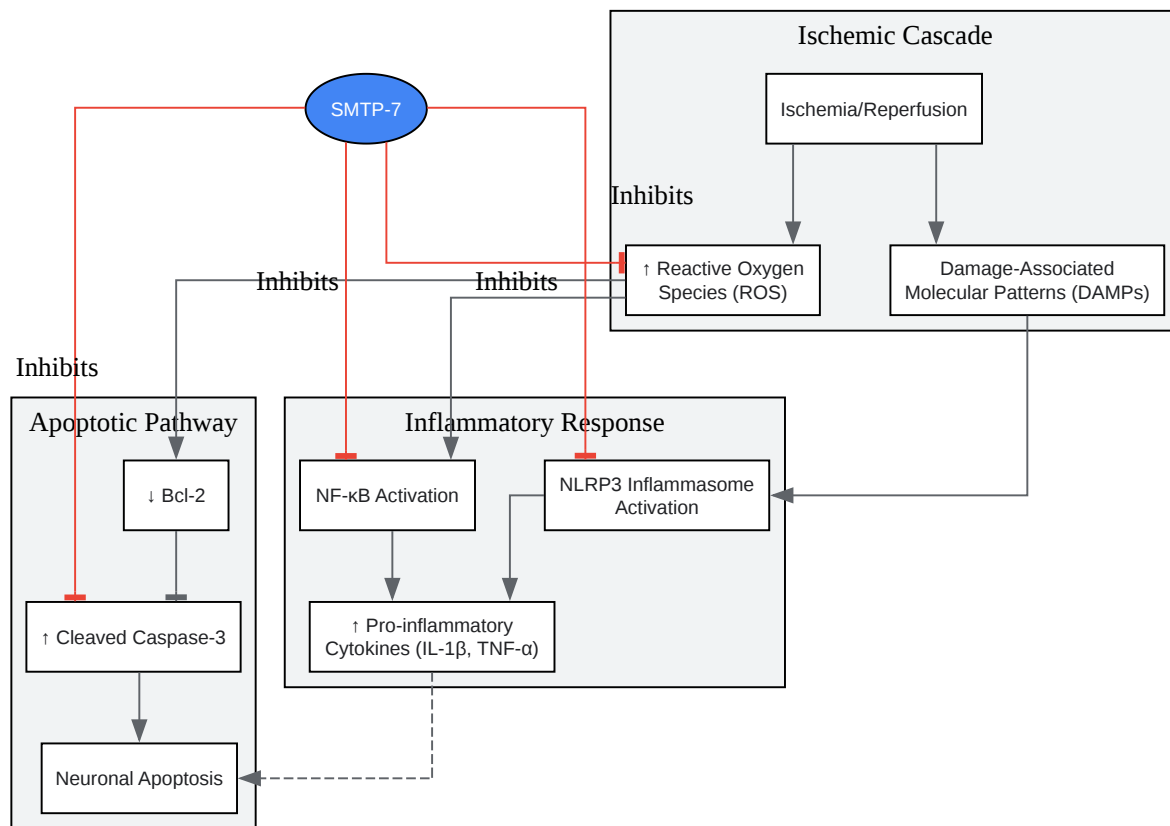 Ischemic Cascade
SMTP-7
Ischemia/Reperfusion
Inhibits
↑ Reactive Oxygen
Species (ROS)
Damage-Associated
Molecular Patterns (DAMPs)
Inhibits
Inhibits
Inhibits
Apoptotic Pathway
Inflammatory Response
↓ Bcl-2
NF-κB Activation
NLRP3 Inflammasome
Activation
↑ Cleaved Caspase-3
↑ Pro-inflammatory
Cytokines (IL-1β, TNF-α)
Neuronal Apoptosis